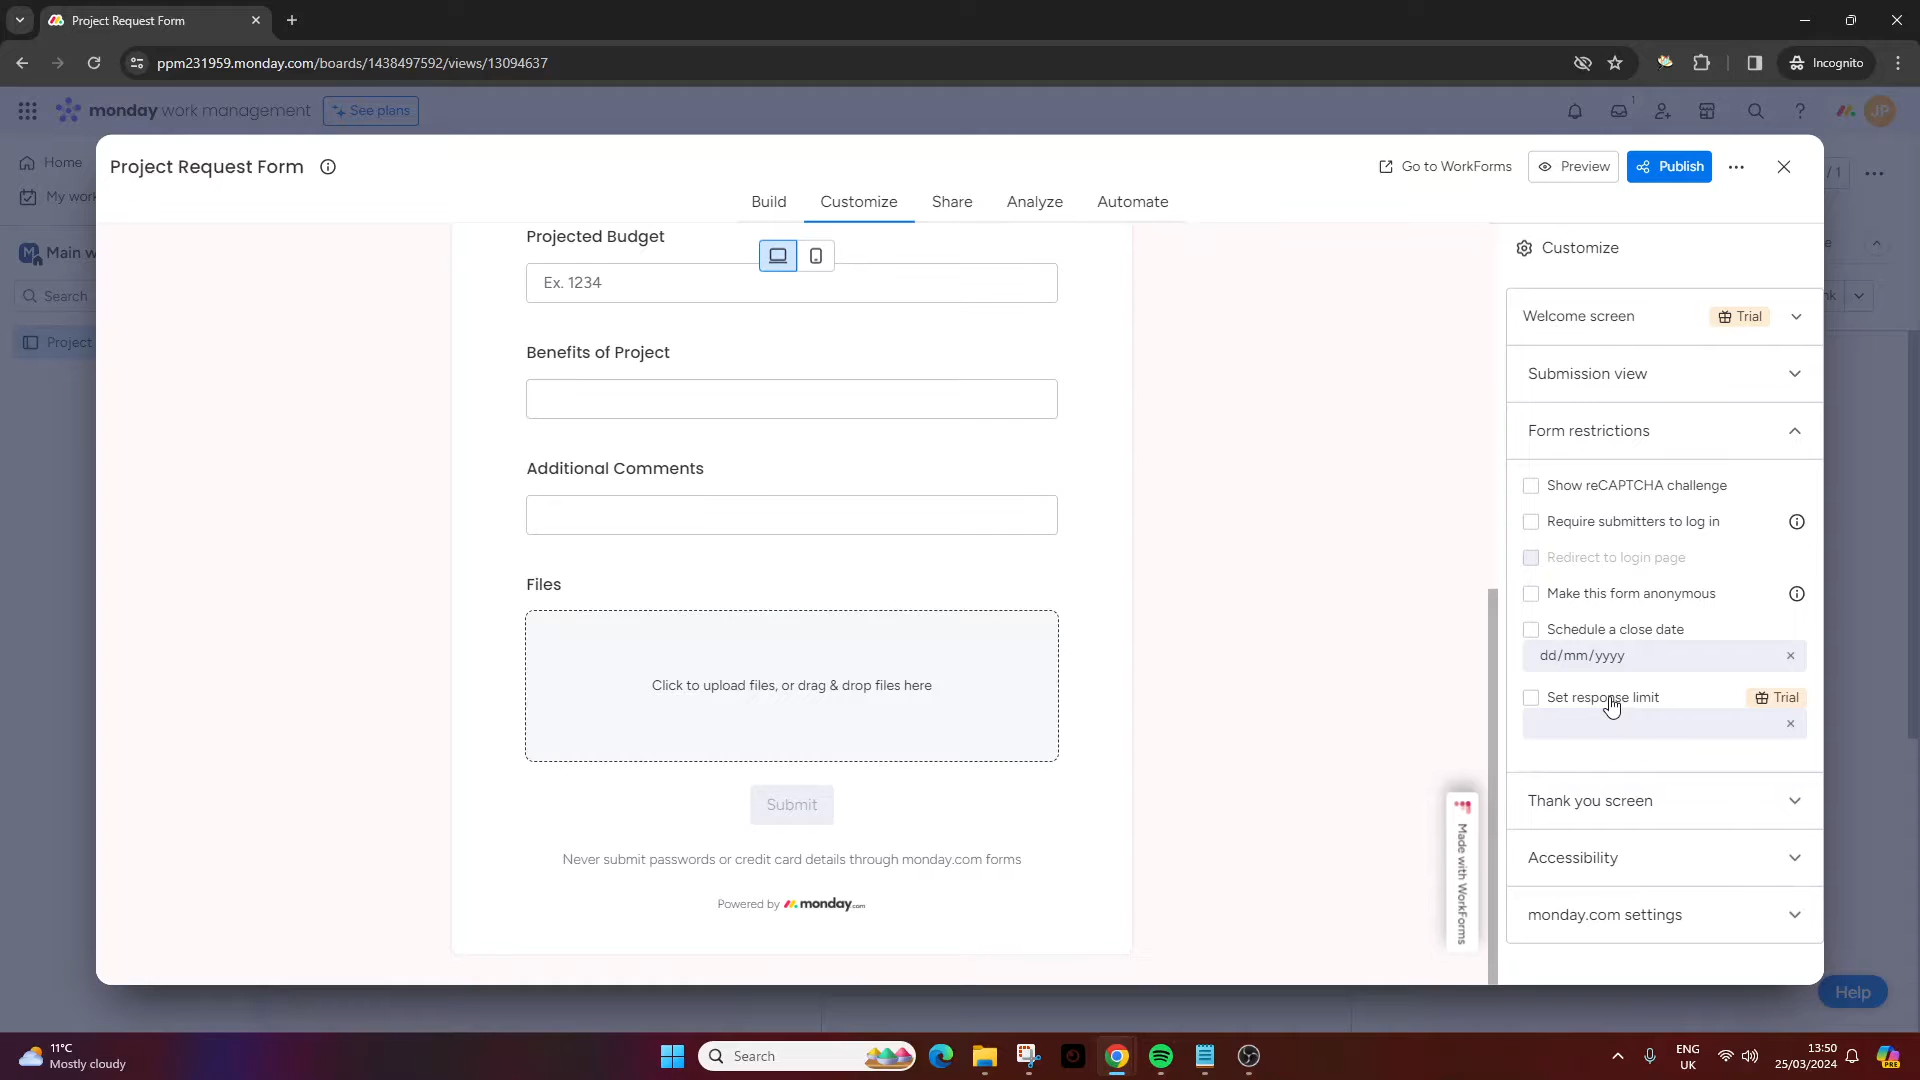 Project Request Form
ppm231959.monday.com/boards/1438497592/views/13094637
Incognito
monday work management
See plans
1
JP
Home
My work
Main w
Search
Project
/ 1
e
nk
Project Request Form
Go to WorkForms
Preview
Publish
Build
Customize
Share
Analyze
Automate
Projected Budget
Ex. 1234
Benefits of Project
Additional Comments
Files
Click to upload files, or drag & drop files here
Submit
Never submit passwords or credit card details through monday.com forms
Powered by monday.com
Made with WorkForms
Customize
Welcome screen
Trial
Submission view
Form restrictions
Show reCAPTCHA challenge
Require submitters to log in
Redirect to login page
Make this form anonymous
Schedule a close date
dd/mm/yyyy
Set response limit
Trial
Thank you screen
Accessibility
monday.com settings
Help
11°C
Mostly cloudy
Search
ENG
UK
13:50
25/03/2024
PRE